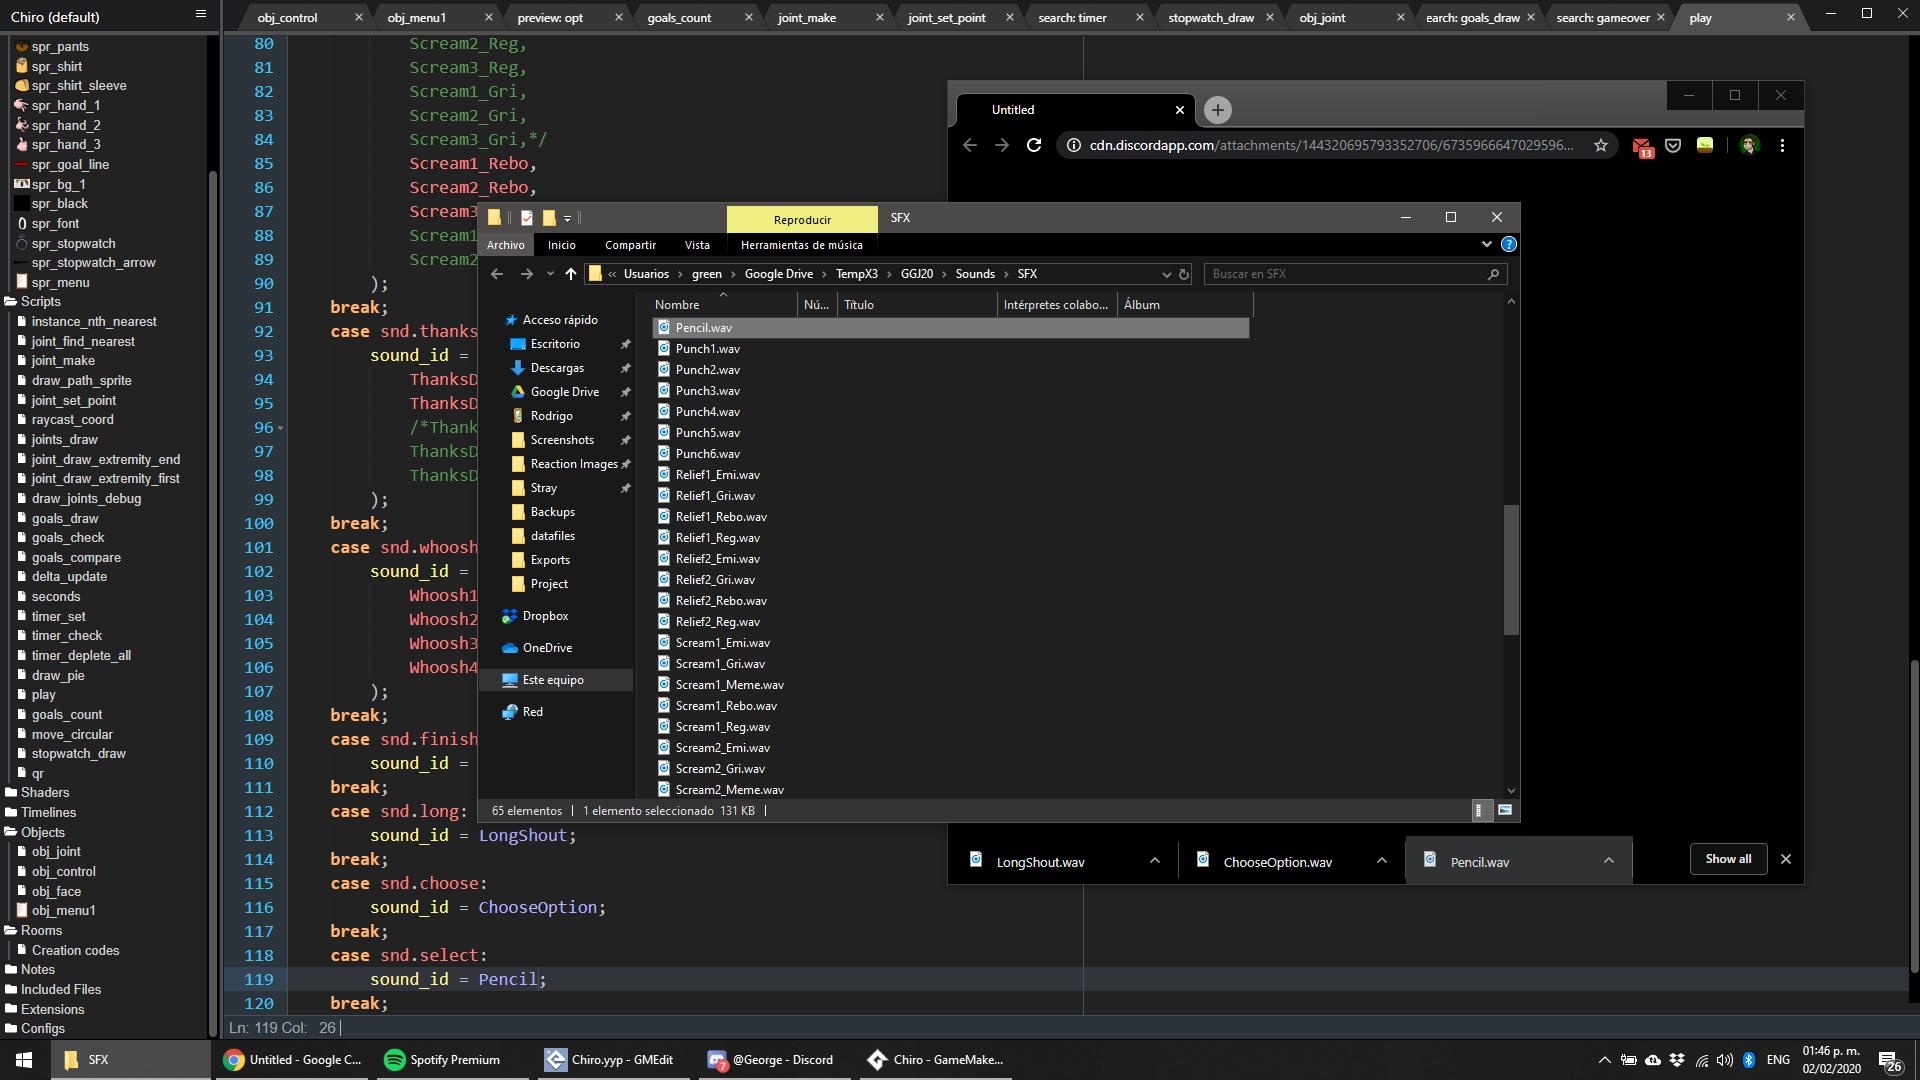 Chiro (default)
obj_control
obj_menu1
preview: opt
goals_count
joint_make
joint_set_point
search: timer
stopwatch_draw
obj_joint
earch: goals_draw
search: gameover
play
spr_pants
spr_shirt
spr_shirt_sleeve
spr_hand_1
spr_hand_2
spr_hand_3
spr_goal_line
spr_bg_1
spr_black
spr_font
spr_stopwatch
spr_stopwatch_arrow
spr_menu
Scripts
instance_nth_nearest
joint_find_nearest
joint_make
draw_path_sprite
joint_set_point
raycast_coord
joints_draw
joint_draw_extremity_end
joint_draw_extremity_first
draw_joints_debug
goals_draw
goals_check
goals_compare
delta_update
seconds
timer_set
timer_check
timer_deplete_all
draw_pie
play
goals_count
move_circular
stopwatch_draw
qr
Shaders
Timelines
Objects
obj_joint
obj_control
obj_face
obj_menu1
Rooms
Creation codes
Notes
Included Files
Extensions
Configs
80 Scream2_Reg,
81 Scream3_Reg,
82 Scream1_Gri,
83 Scream2_Gri,
84 Scream3_Gri,*/
85 Scream1_Rebo,
86 Scream2_Rebo,
87 Scream3
88 Scream1
89 Scream2
90 );
91 break;
92 case snd.thanks
93 sound_id =
94 ThanksD
95 ThanksD
96 /*Thank
97 ThanksD
98 ThanksD
99 );
100 break;
101 case snd.whoosh
102 sound_id =
103 Whoosh1
104 Whoosh2
105 Whoosh3
106 Whoosh4
107 );
108 break;
109 case snd.finish
110 sound_id =
111 break;
112 case snd.long:
113 sound_id = LongShout;
114 break;
115 case snd.choose:
116 sound_id = ChooseOption;
117 break;
118 case snd.select:
119 sound_id = Pencil;
120 break;
Ln: 119 Col: 26
Untitled
cdn.discordapp.com/attachments/144320695793352706/6735966647029596...
13
Reproducir
SFX
Archivo
Inicio
Compartir
Vista
Herramientas de música
« Usuarios › green › Google Drive › TempX3 › GGJ20 › Sounds › SFX
Buscar en SFX
Nombre
Nú...
Título
Intérpretes colabo...
Álbum
Acceso rápido
Escritorio
Descargas
Google Drive
Rodrigo
Screenshots
Reaction Images
Stray
Backups
datafiles
Exports
Project
Dropbox
OneDrive
Este equipo
Red
Pencil.wav
Punch1.wav
Punch2.wav
Punch3.wav
Punch4.wav
Punch5.wav
Punch6.wav
Relief1_Emi.wav
Relief1_Gri.wav
Relief1_Rebo.wav
Relief1_Reg.wav
Relief2_Emi.wav
Relief2_Gri.wav
Relief2_Rebo.wav
Relief2_Reg.wav
Scream1_Emi.wav
Scream1_Gri.wav
Scream1_Meme.wav
Scream1_Rebo.wav
Scream1_Reg.wav
Scream2_Emi.wav
Scream2_Gri.wav
Scream2_Meme.wav
65 elementos
1 elemento seleccionado 131 KB
LongShout.wav
ChooseOption.wav
Pencil.wav
Show all
SFX
Untitled - Google C...
Spotify Premium
Chiro.yyp - GMEdit
7
@George - Discord
Chiro - GameMake...
ENG
01:46 p. m.
02/02/2020
26